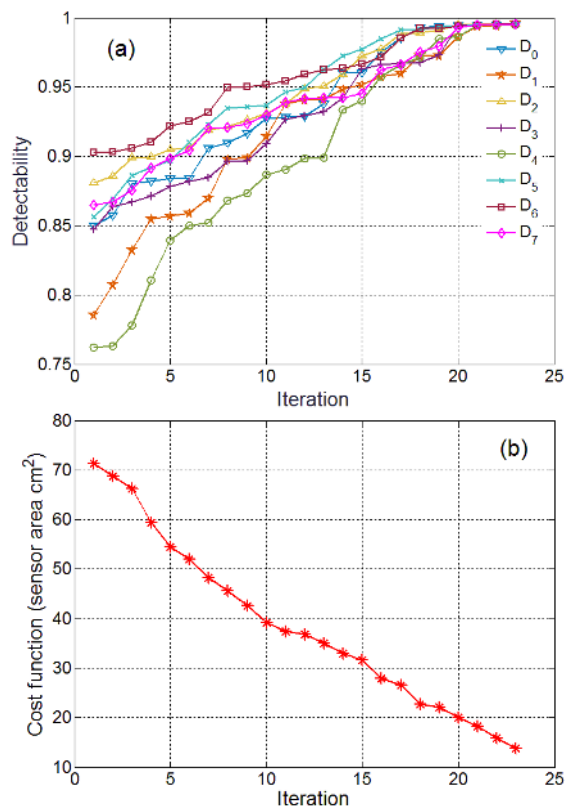 1
(a)
0.95
0.9
0.85
0.8
0.75
Detectability
D₀
D₁
D₂
D₃
D₄
D₅
D₆
D₇
0 5 10 15 20 25
Iteration
80
(b)
70
60
50
40
30
20
10
Cost function (sensor area cm²)
0 5 10 15 20 25
Iteration